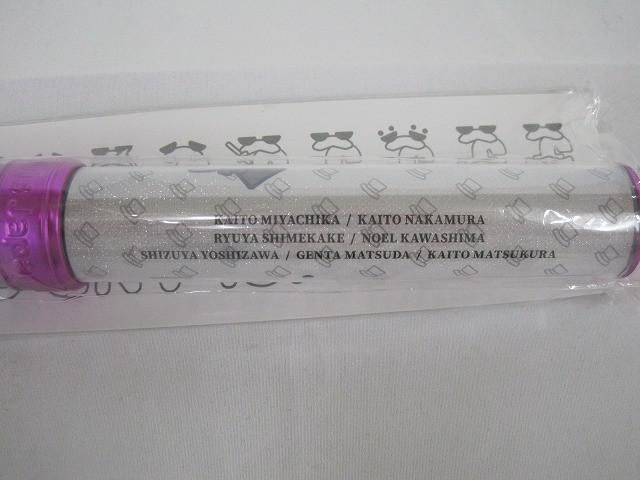 KAITO MIYACHIKA / KAITO NAKAMURA
RYUYA SHIMEKAKE / NOEL KAWASHIMA
SHIZUYA YOSHIZAWA / GENTA MATSUDA / KAITO MATSUKURA